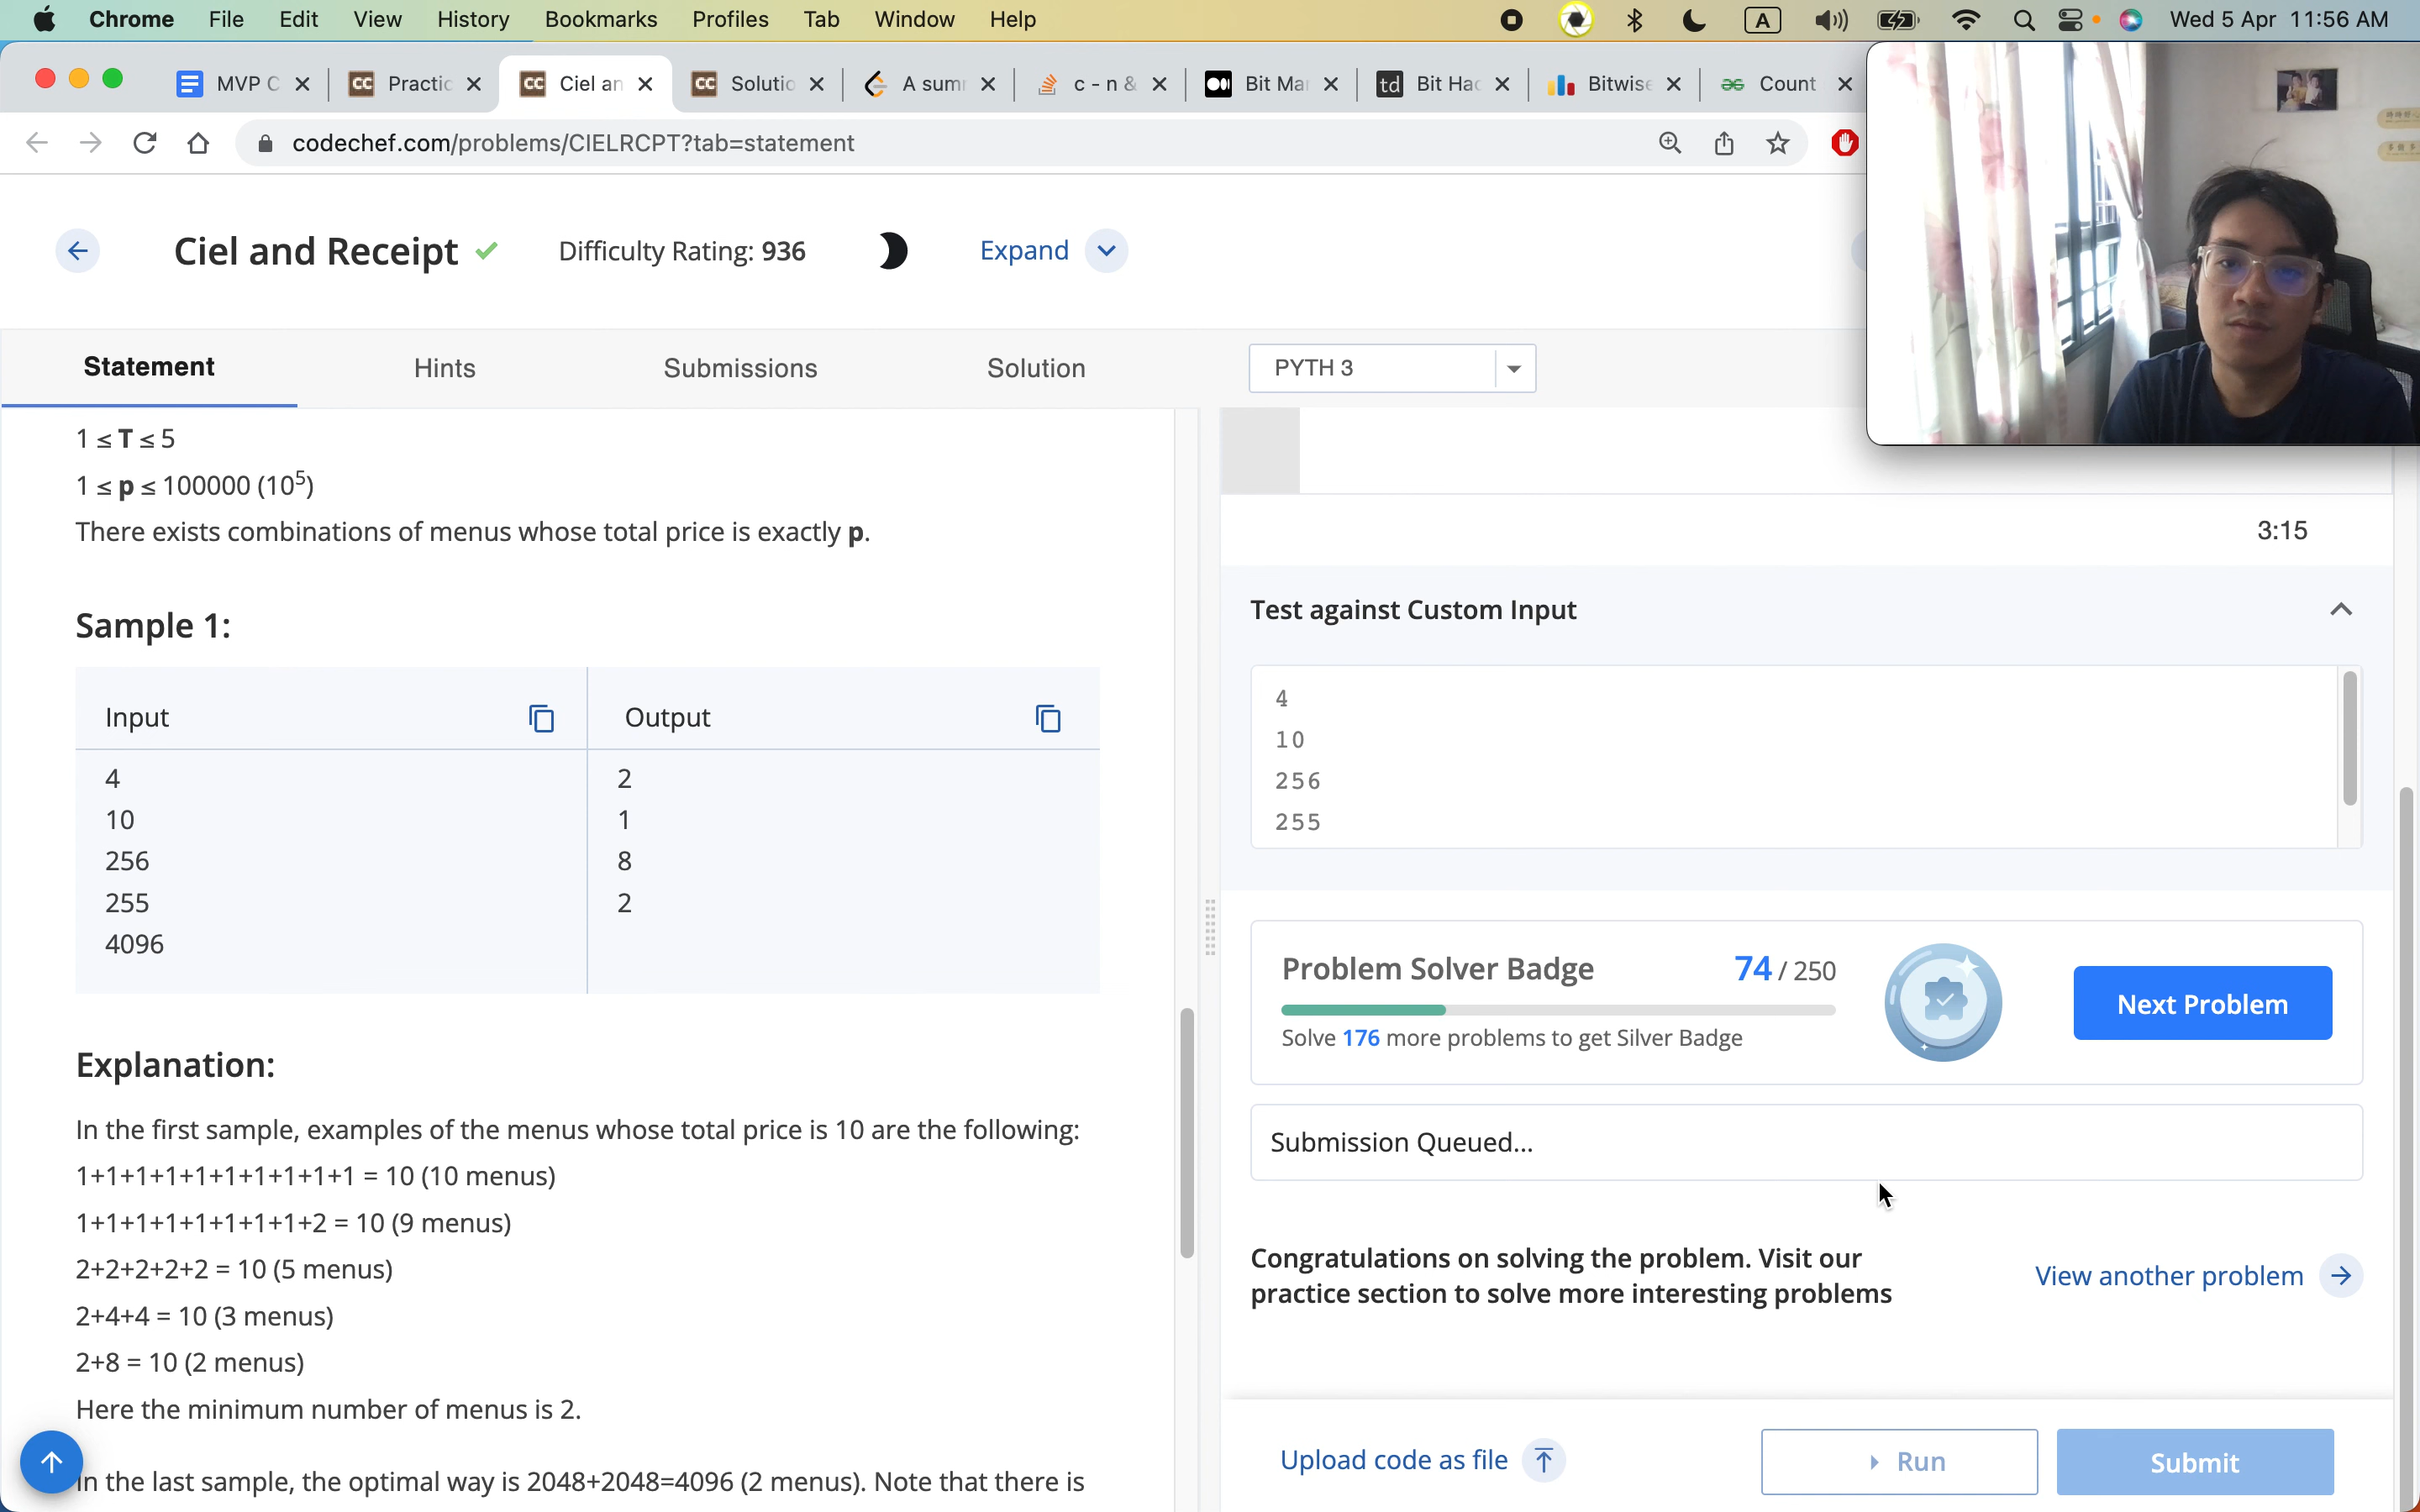 Chrome File Edit View History Bookmarks Profiles Tab Window Help A Wed 5 Apr 11:56 AM
MVP C Practic Ciel an Solutio A sum c - n & Bit Ma Bit Hac Bitwise Count
codechef.com/problems/CIELRCPT?tab=statement
Ciel and Receipt Difficulty Rating: 936 Expand
Statement Hints Submissions Solution PYTH 3
1 ≤ T ≤ 5
1 ≤ p ≤ 100000 (10⁵)
There exists combinations of menus whose total price is exactly p.
Sample 1:
Input Output
4 2
10 1
256 8
255 2
4096
Explanation:
In the first sample, examples of the menus whose total price is 10 are the following:
1+1+1+1+1+1+1+1+1+1 = 10 (10 menus)
1+1+1+1+1+1+1+1+2 = 10 (9 menus)
2+2+2+2+2 = 10 (5 menus)
2+4+4 = 10 (3 menus)
2+8 = 10 (2 menus)
Here the minimum number of menus is 2.
In the last sample, the optimal way is 2048+2048=4096 (2 menus). Note that there is
3:15
Test against Custom Input
4
10
256
255
Problem Solver Badge 74 / 250
Solve 176 more problems to get Silver Badge
Next Problem
Submission Queued...
Congratulations on solving the problem. Visit our
practice section to solve more interesting problems
View another problem
Upload code as file Run Submit